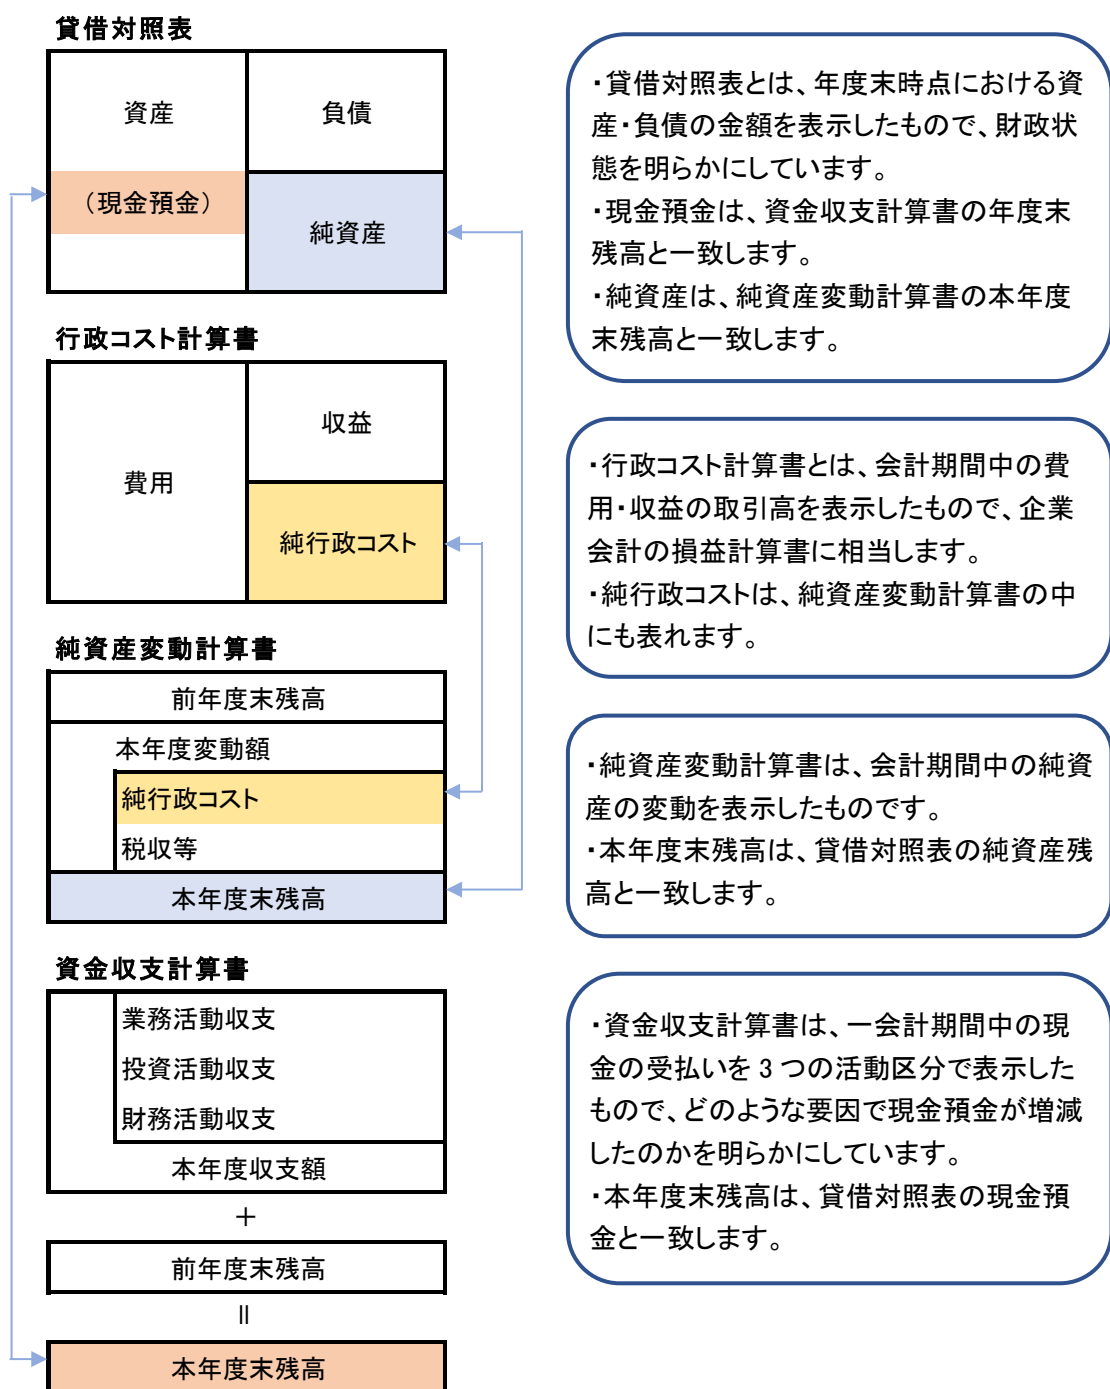 貸借対照表
資産
負債
（現金預金）
純資産
・貸借対照表とは、年度末時点における資
産・負債の金額を表示したもので、財政状
態を明らかにしています。
・現金預金は、資金収支計算書の年度末
残高と一致します。
・純資産は、純資産変動計算書の本年度
末残高と一致します。
行政コスト計算書
費用
収益
純行政コスト
・行政コスト計算書とは、会計期間中の費
用・収益の取引高を表示したもので、企業
会計の損益計算書に相当します。
・純行政コストは、純資産変動計算書の中
にも表れます。
純資産変動計算書
前年度末残高
本年度変動額
純行政コスト
税収等
本年度末残高
・純資産変動計算書は、会計期間中の純資
産の変動を表示したものです。
・本年度末残高は、貸借対照表の純資産残
高と一致します。
資金収支計算書
業務活動収支
投資活動収支
財務活動収支
本年度収支額
＋
前年度末残高
＝
本年度末残高
・資金収支計算書は、一会計期間中の現
金の受払いを 3 つの活動区分で表示した
もので、どのような要因で現金預金が増減
したのかを明らかにしています。
・本年度末残高は、貸借対照表の現金預
金と一致します。